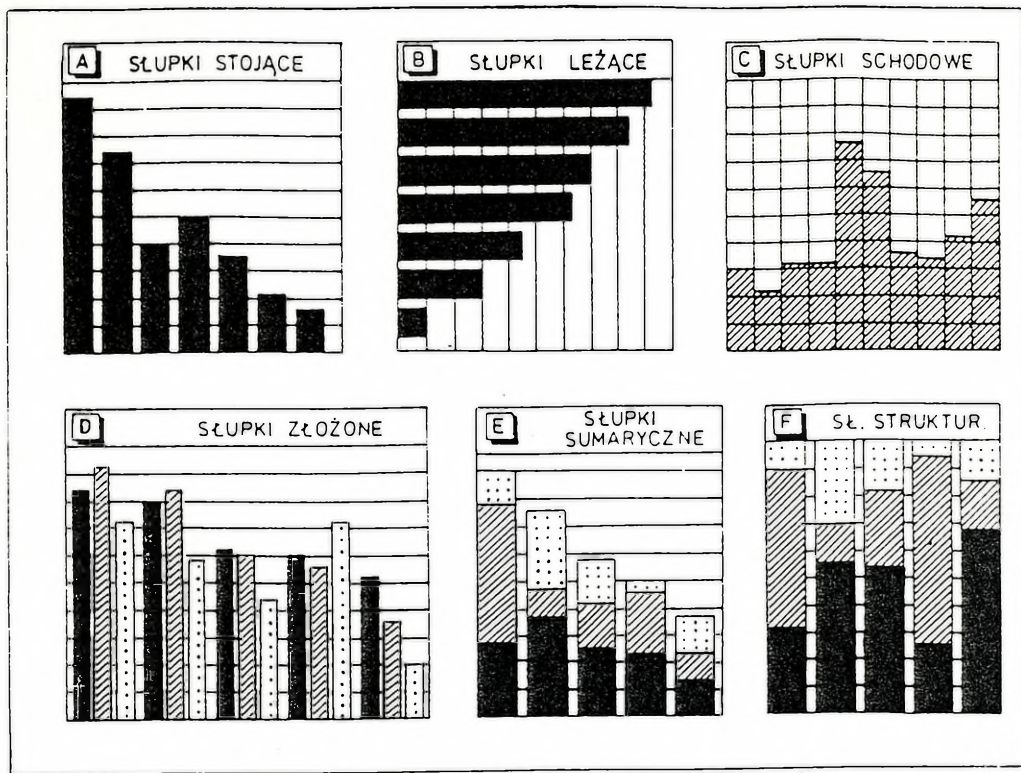 A SŁUPKI STOJĄCE
B SŁUPKI LEŻĄCE
C SŁUPKI SCHODOWE
D SŁUPKI ZŁOŻONE
E SŁUPKI
SUMARYCZNE
F SŁ. STRUKTUR.